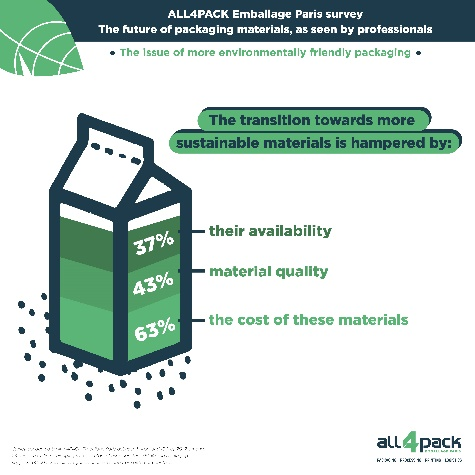 ALL4PACK Emballage Paris survey
The future of packaging materials, as seen by professionals
• The issue of more environmentally friendly packaging •
The transition towards more
sustainable materials is hampered by:
37% their availability
43% material quality
63% the cost of these materials
all4pack